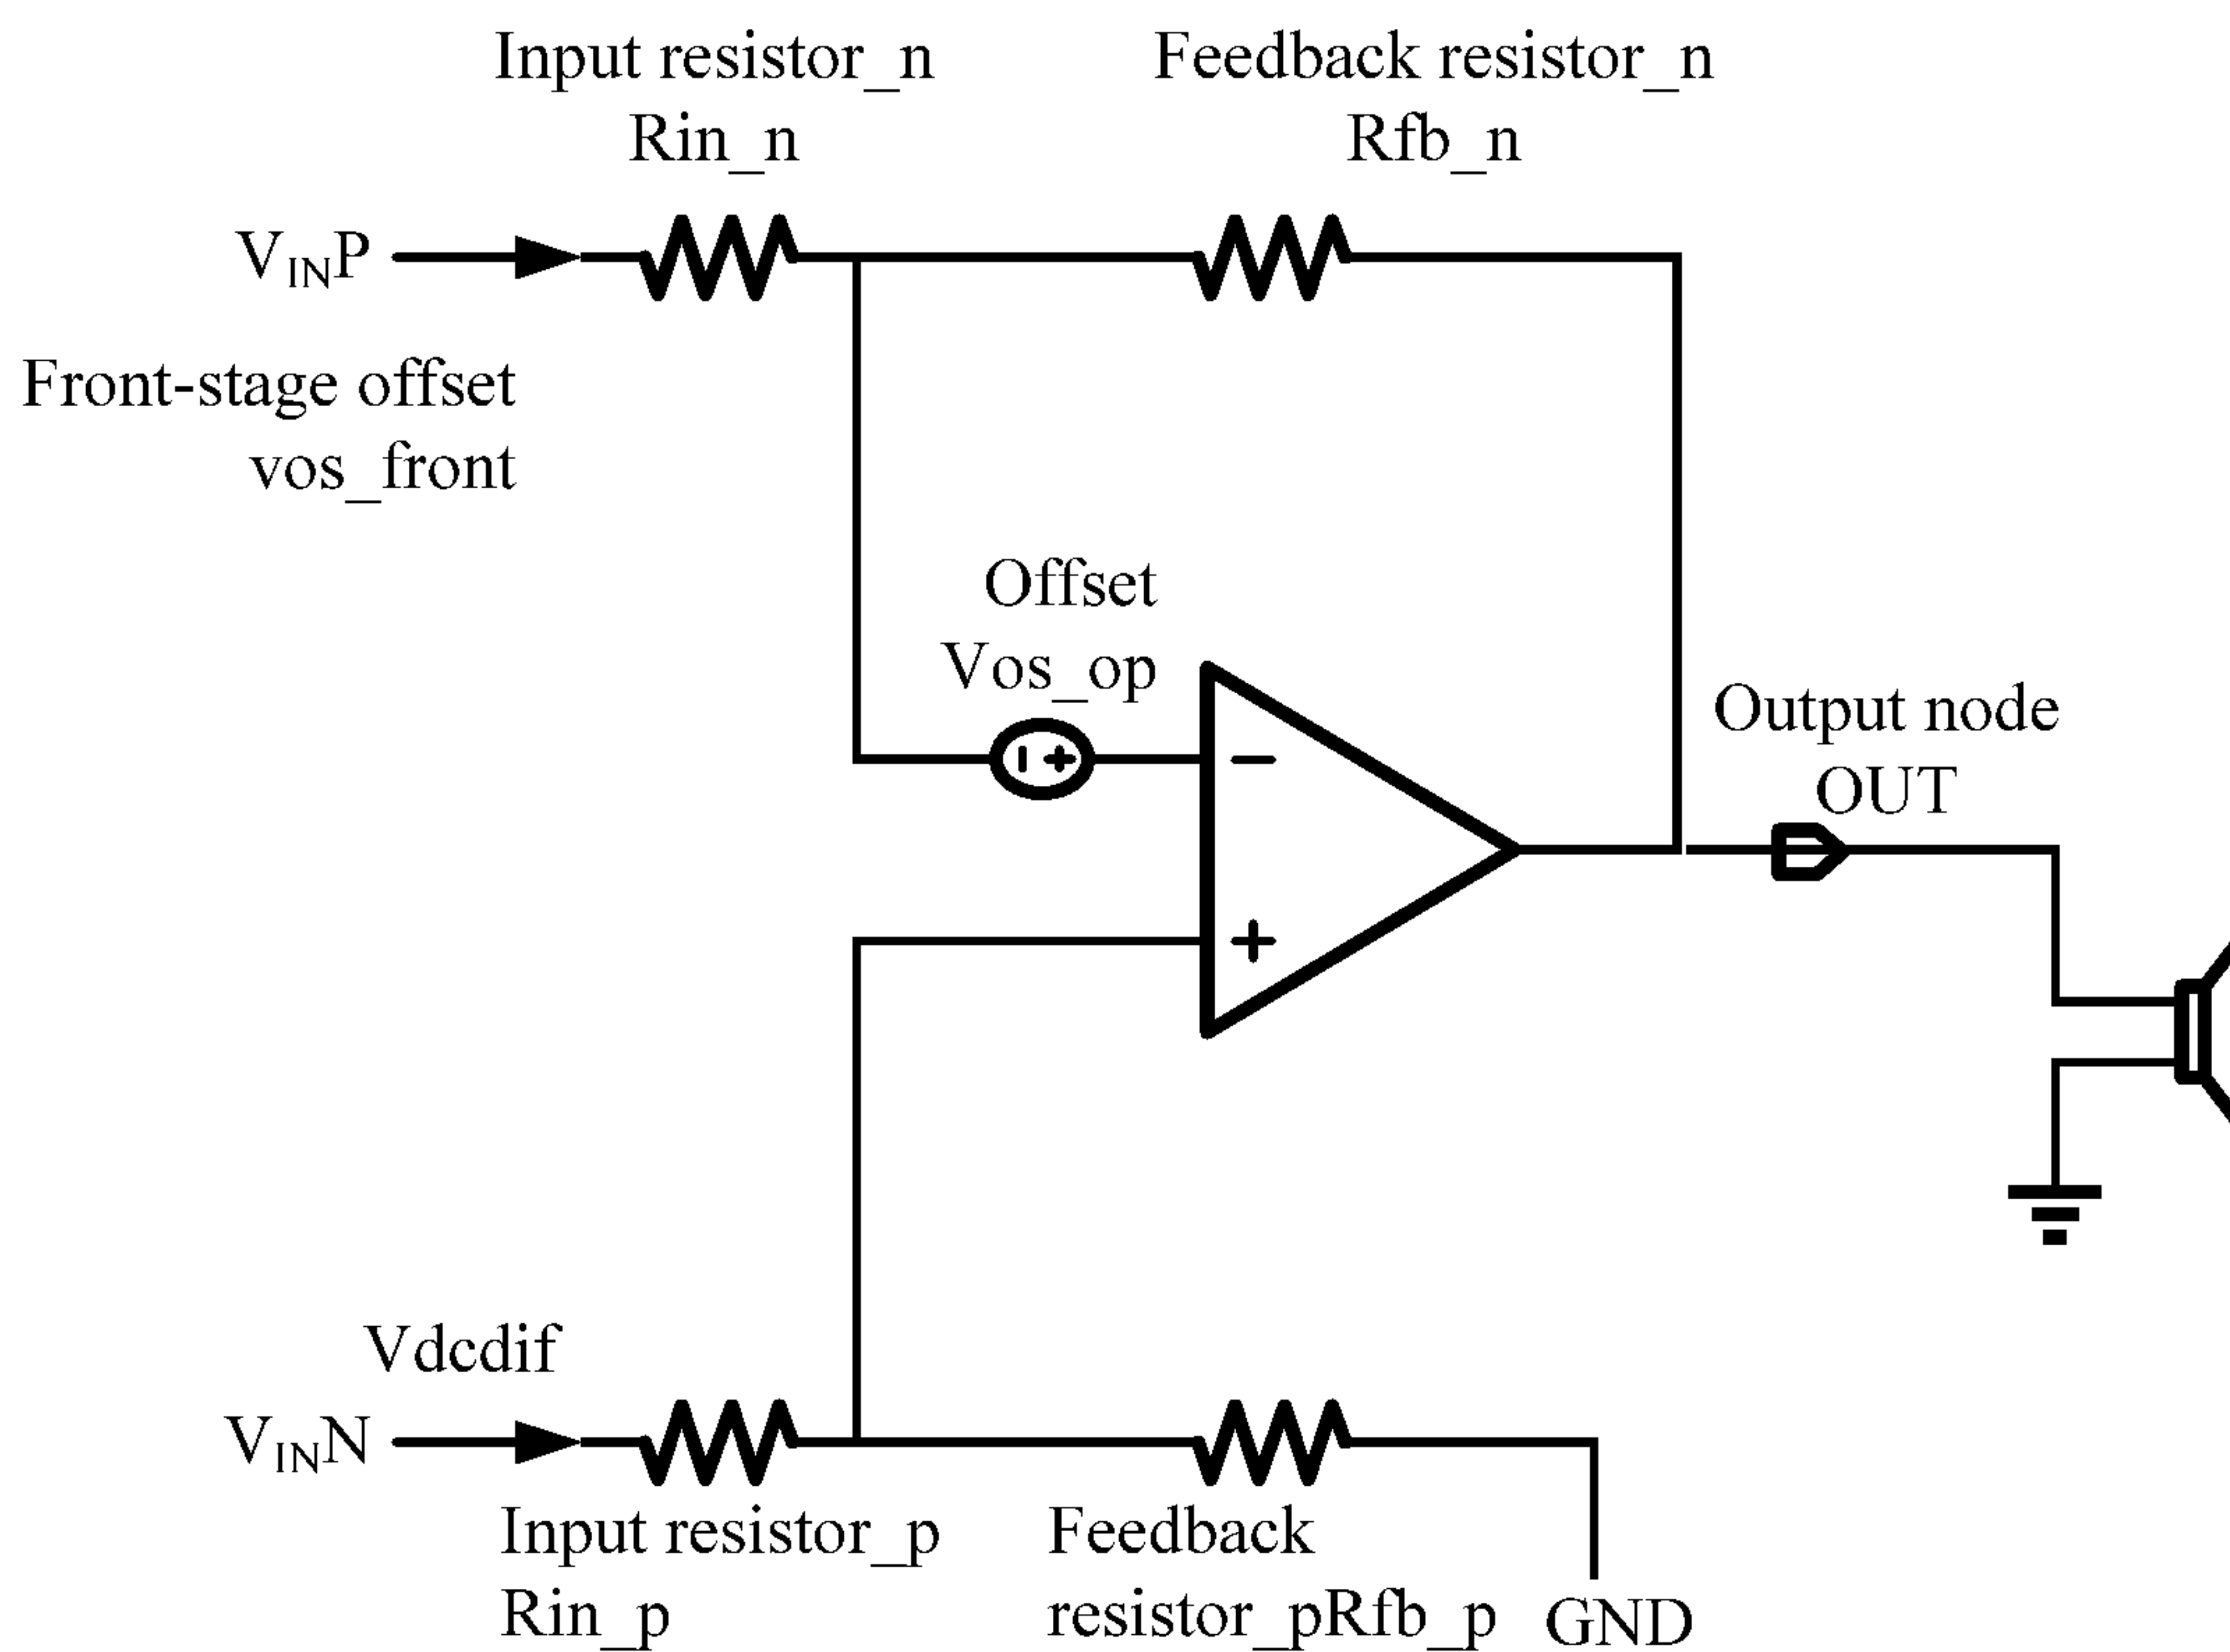 Input resistor_n
Rin_n
Feedback resistor_n
Rfb_n
VINP
Front-stage offset
vos_front
Offset
Vos_op
Output node
OUT
Vdcdif
VINN
Input resistor_p
Rin_p
Feedback
resistor_pRfb_p
GND